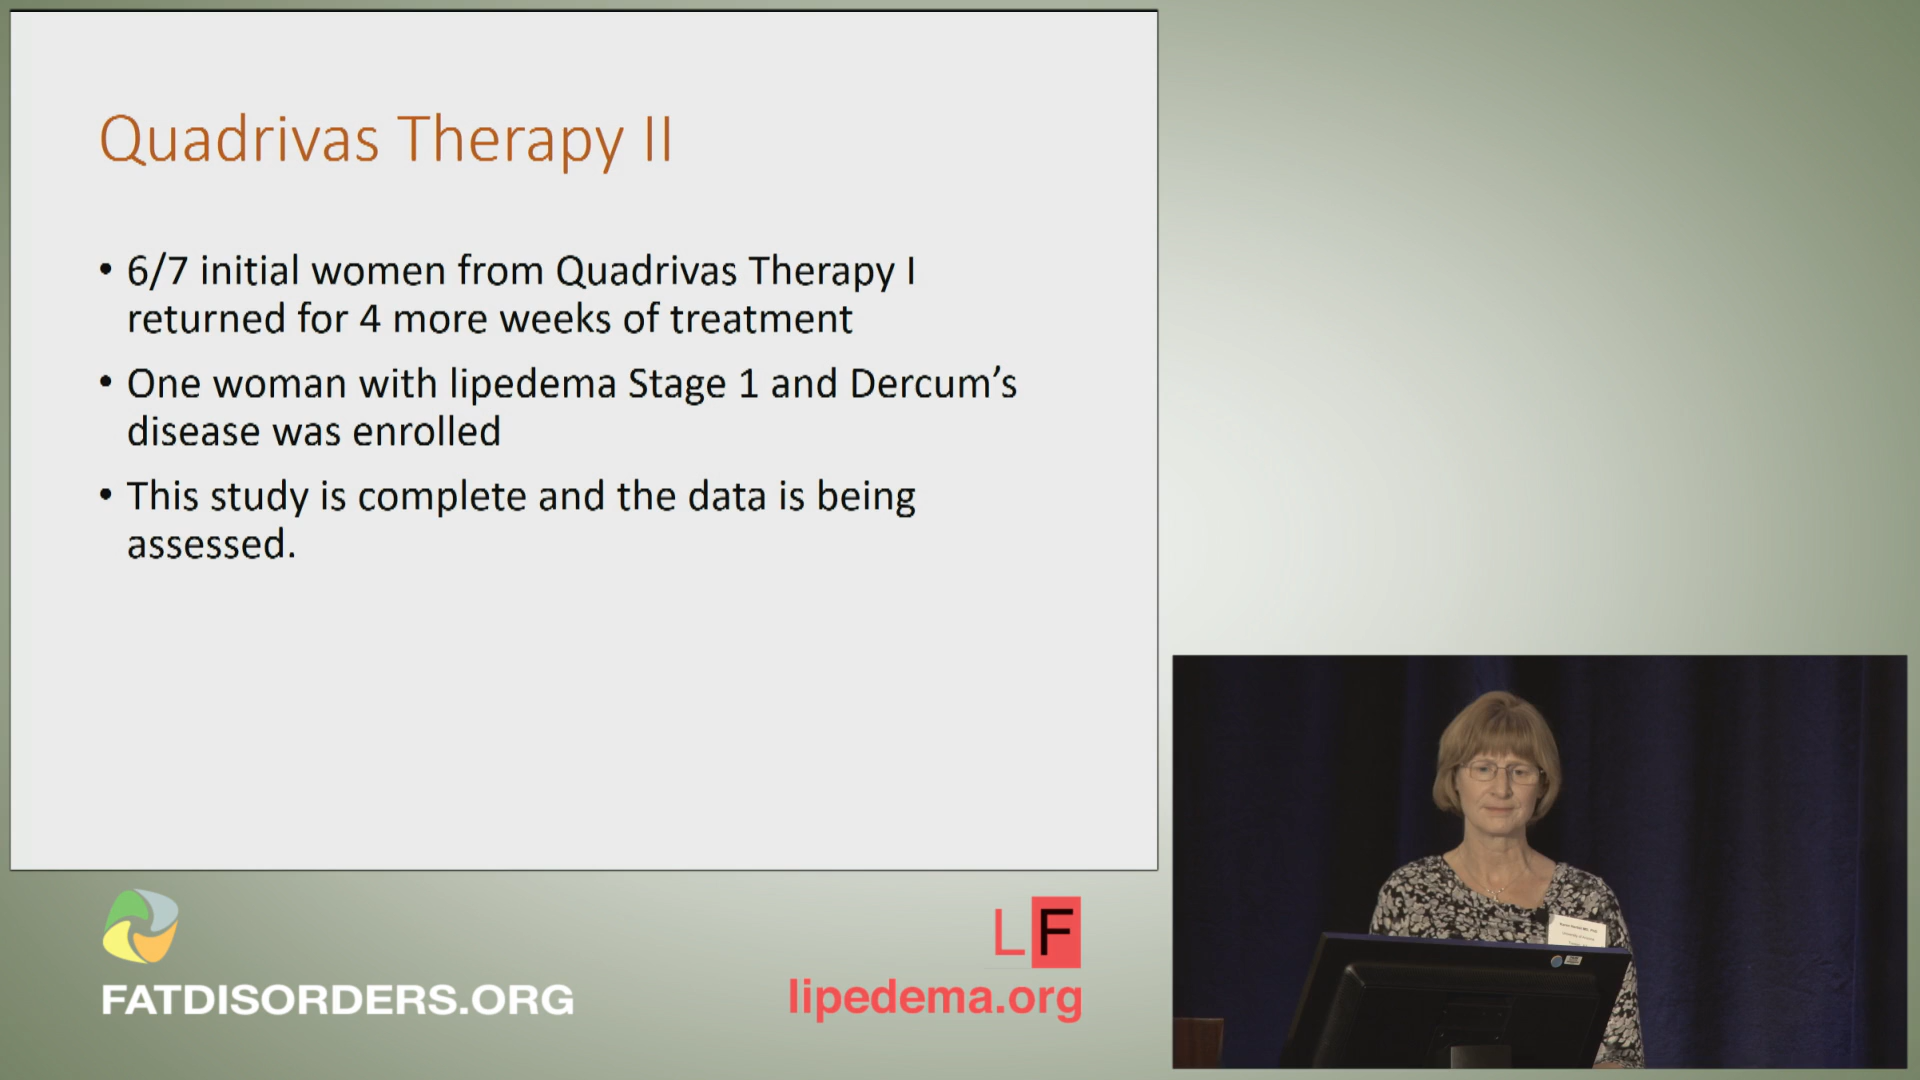 Quadrivas Therapy II
• 6/7 initial women from Quadrivas Therapy I
returned for 4 more weeks of treatment
• One woman with lipedema Stage 1 and Dercum’s
disease was enrolled
• This study is complete and the data is being
assessed.
FATDISORDERS.ORG
LF
lipedema.org